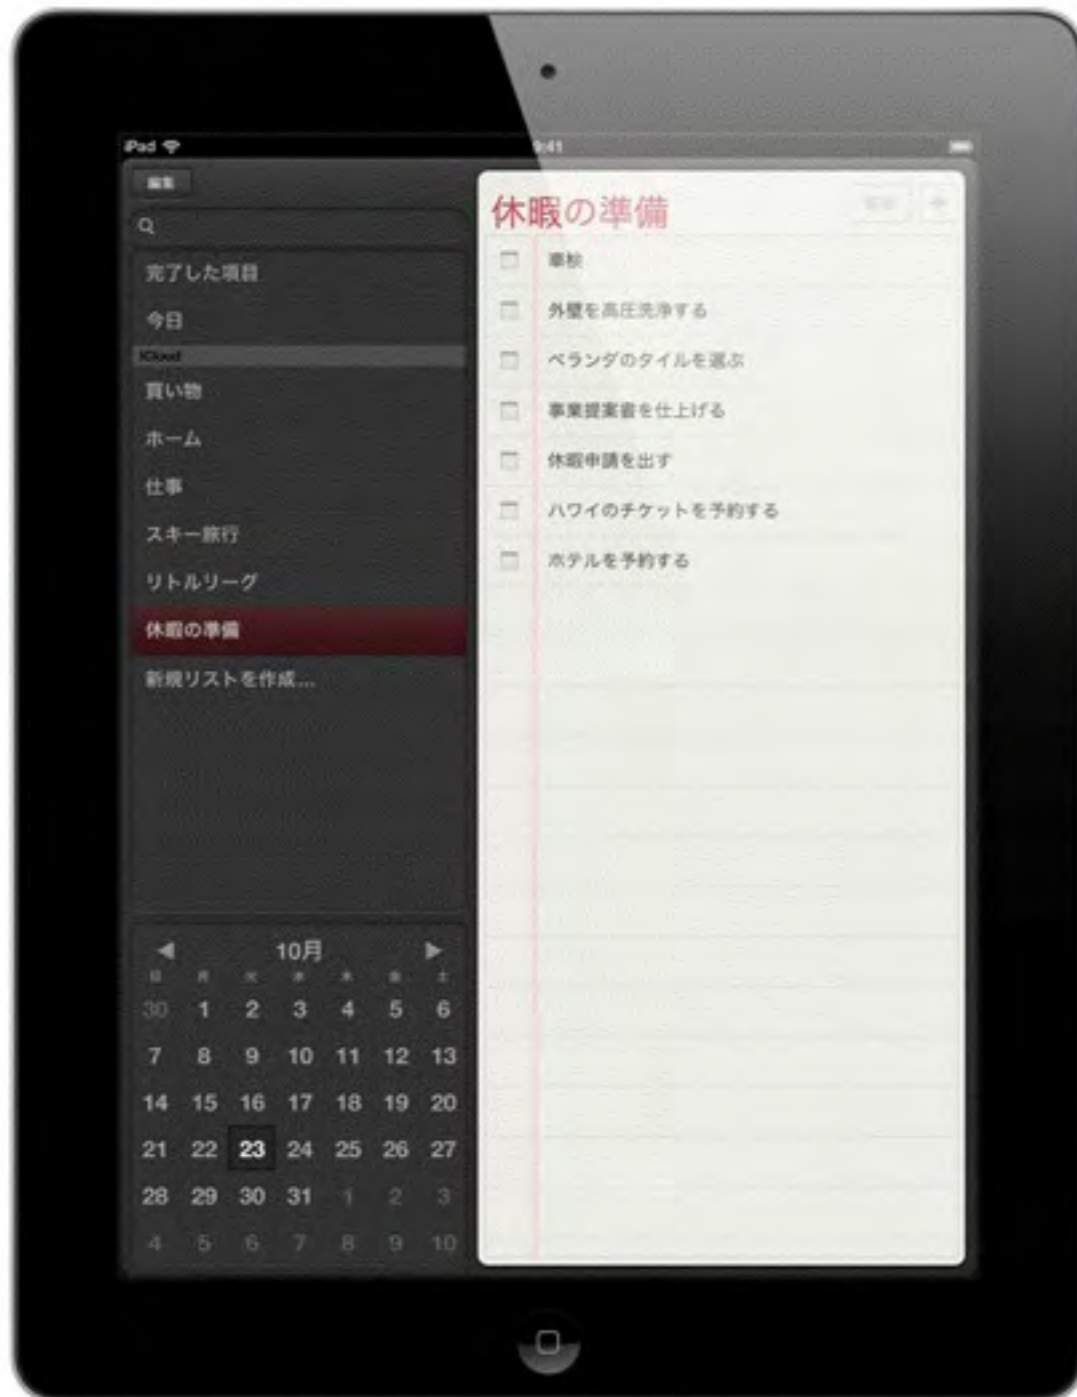 iPad
9:41
編集
完了した項目
今日
iCloud
買い物
ホーム
仕事
スキー旅行
リトルリーグ
休暇の準備
新規リストを作成...
10月
日 月 火 水 木 金 土
30 1 2 3 4 5 6
7 8 9 10 11 12 13
14 15 16 17 18 19 20
21 22 23 24 25 26 27
28 29 30 31 1 2 3
4 5 6 7 8 9 10
休暇の準備
車検
外壁を高圧洗浄する
ベランダのタイルを選ぶ
事業提案書を仕上げる
休暇申請を出す
ハワイのチケットを予約する
ホテルを予約する